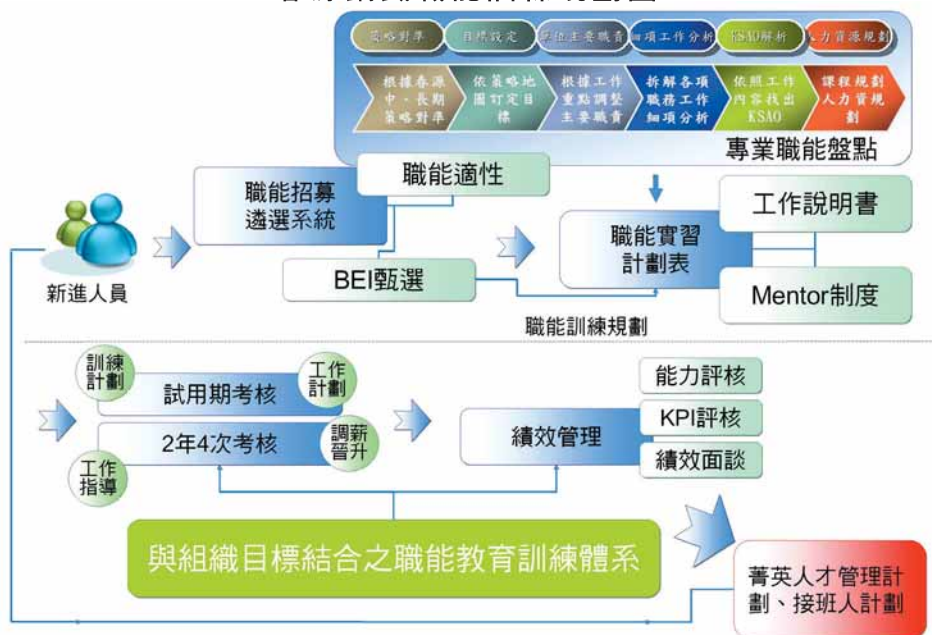 策略對準
目標設定
單位主要職責
細項工作分析
KSAO解析
人力資源規劃
根據春源
中、長期
策略對準
依策略地
圖訂定目
標
根據工作
重點調整
主要職責
拆解各項
職務工作
細項分析
依照工作
內容找出
KSAO
課程規劃
人力資規
劃
專業職能盤點
職能招募
遴選系統
職能適性
BEI甄選
職能實習
計劃表
工作說明書
Mentor制度
新進人員
職能訓練規劃
訓練
計劃
試用期考核
工作
計劃
2年4次考核
調薪
晉升
工作
指導
績效管理
能力評核
KPI評核
績效面談
與組織目標結合之職能教育訓練體系
菁英人才管理計
劃、接班人計劃